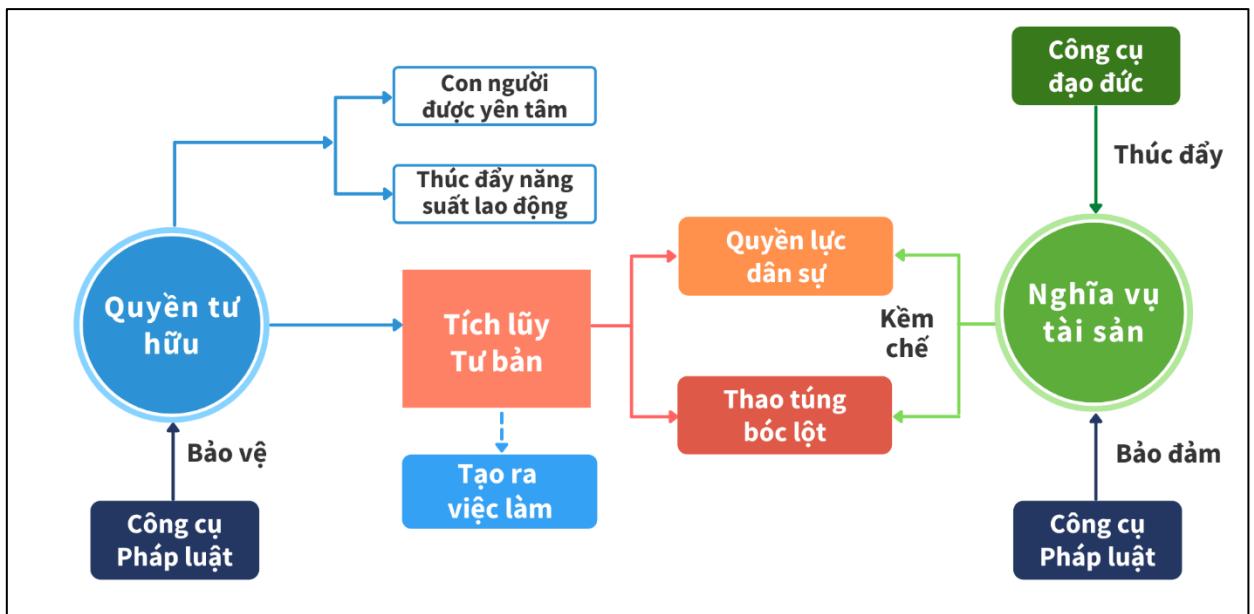 Con người
được yên tâm
Thúc đẩy năng
suất lao động
Quyền tư
hữu
Bảo vệ
Công cụ
Pháp luật
Tích lũy
Tư bản
Tạo ra
việc làm
Quyền lực
dân sự
Thao túng
bóc lột
Kềm
chế
Công cụ
đạo đức
Thúc đẩy
Nghĩa vụ
tài sản
Bảo đảm
Công cụ
Pháp luật